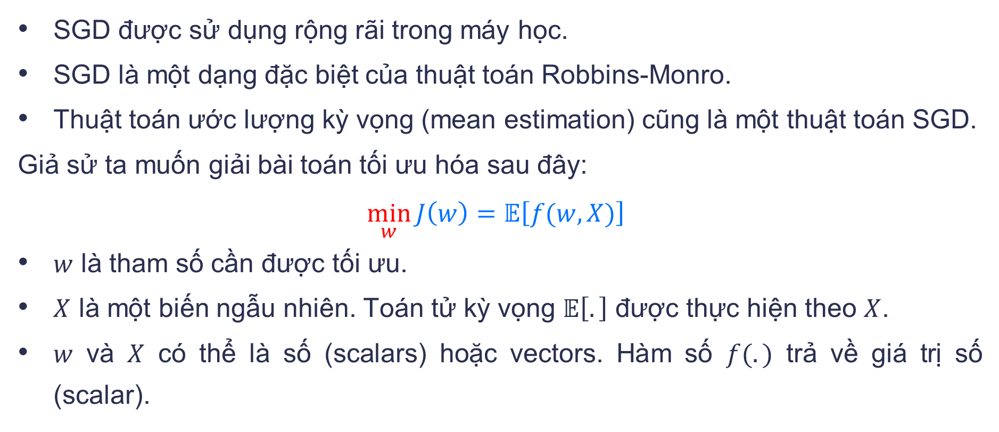 • SGD được sử dụng rộng rãi trong máy học.
• SGD là một dạng đặc biệt của thuật toán Robbins-Monro.
• Thuật toán ước lượng kỳ vọng (mean estimation) cũng là một thuật toán SGD.
Giả sử ta muốn giải bài toán tối ưu hóa sau đây:
min J(w) = 𝔼[f(w, X)]
w
• w là tham số cần được tối ưu.
• X là một biến ngẫu nhiên. Toán tử kỳ vọng 𝔼[.] được thực hiện theo X.
• w và X có thể là số (scalars) hoặc vectors. Hàm số f(.) trả về giá trị số
(scalar).